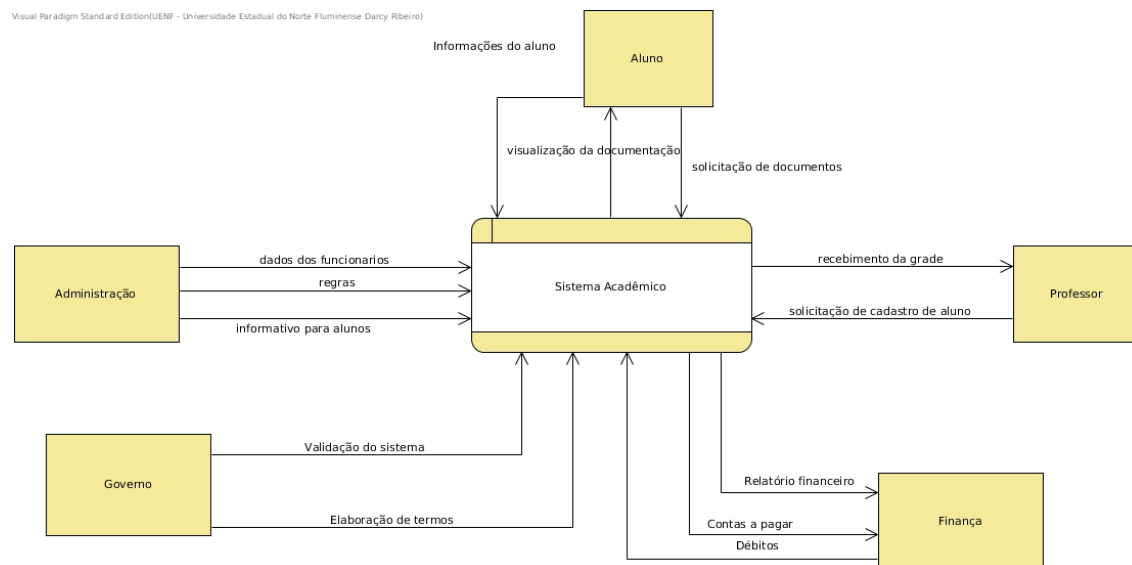 Visual Paradigm Standard Edition(UENF - Universidade Estadual do Norte Fluminense Darcy Ribeiro)
Informações do aluno
Aluno
visualização da documentação
solicitação de documentos
dados dos funcionarios
regras
informativo para alunos
Administração
Sistema Acadêmico
recebimento da grade
solicitação de cadastro de aluno
Professor
Validação do sistema
Governo
Elaboração de termos
Relatório financeiro
Contas a pagar
Débitos
Finança